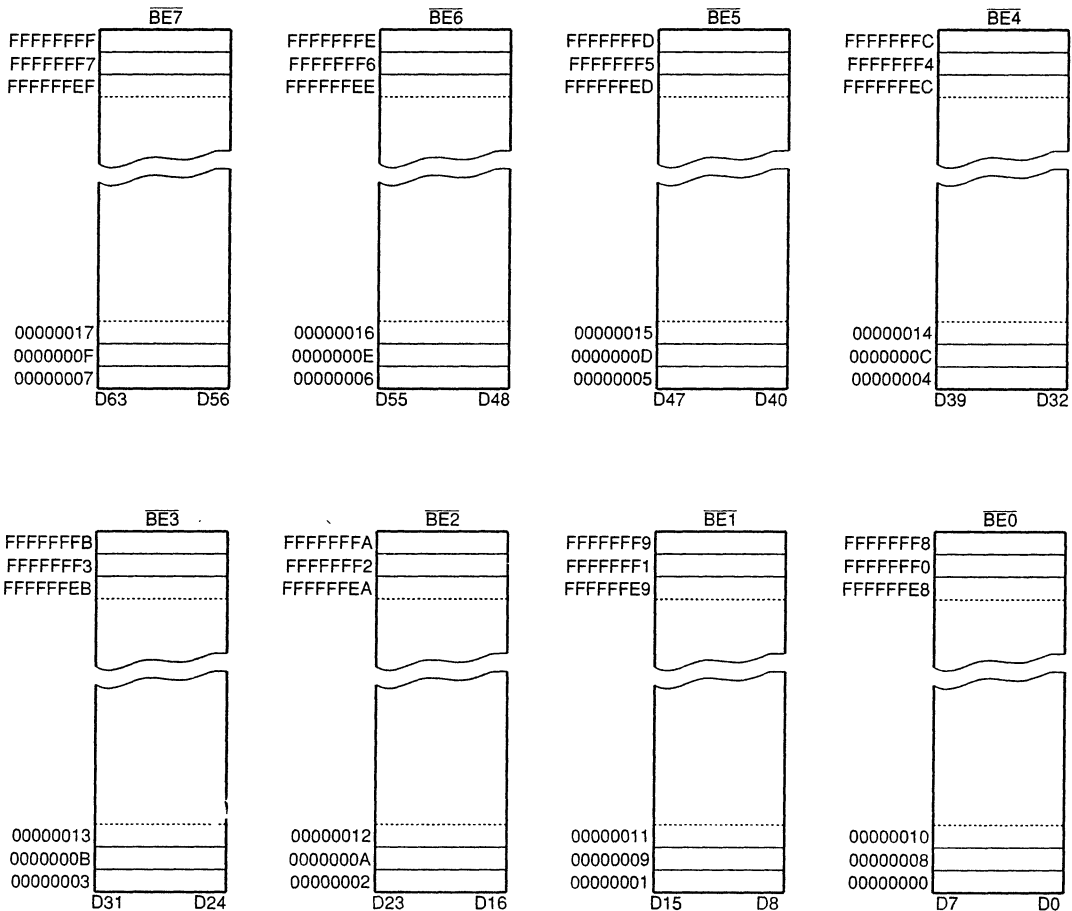 BE7 BE6 BE5 BE4
FFFFFFFF FFFFFFFE FFFFFFFD FFFFFFFC
FFFFFFF7 FFFFFFF6 FFFFFFF5 FFFFFFF4
FFFFFFEF FFFFFFEE FFFFFFED FFFFFFEC
00000017 00000016 00000015 00000014
0000000F 0000000E 0000000D 0000000C
00000007 00000006 00000005 00000004
D63 D56 D55 D48 D47 D40 D39 D32
BE3 BE2 BE1 BE0
FFFFFFFB FFFFFFFA FFFFFFF9 FFFFFFF8
FFFFFFF3 FFFFFFF2 FFFFFFF1 FFFFFFF0
FFFFFFEB FFFFFFEA FFFFFFE9 FFFFFFE8
00000013 00000012 00000011 00000010
0000000B 0000000A 00000009 00000008
00000003 00000002 00000001 00000000
D31 D24 D23 D16 D15 D8 D7 D0